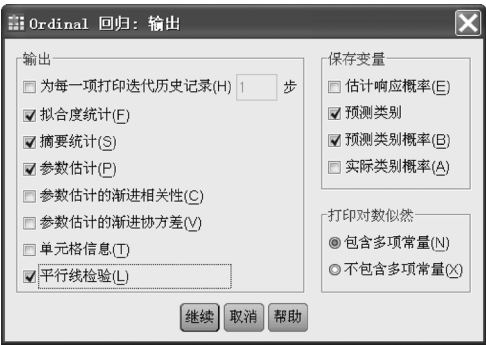 Ordinal 回归: 输出
输出
为每一项打印迭代历史记录(H) 1 步
拟合度统计(F)
摘要统计(S)
参数估计(P)
参数估计的渐进相关性(C)
参数估计的渐进协方差(V)
单元格信息(T)
平行线检验(L)
保存变量
估计响应概率(E)
预测类别
预测类别概率(B)
实际类别概率(A)
打印对数似然
包含多项常量(N)
不包含多项常量(X)
继续 取消 帮助